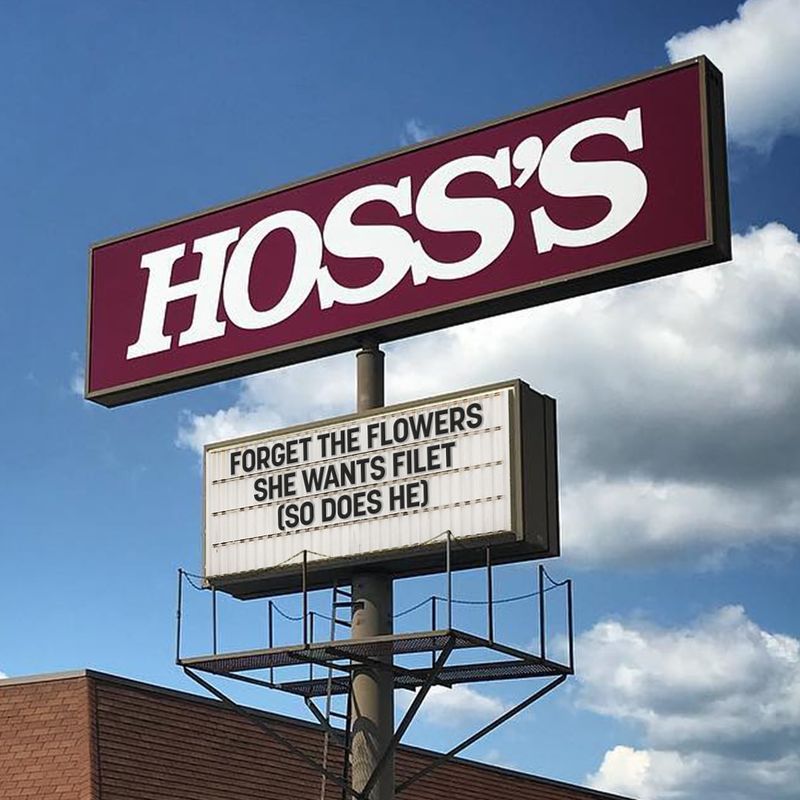 HOSS'S
FORGET THE FLOWERS
SHE WANTS FILET
(SO DOES HE)